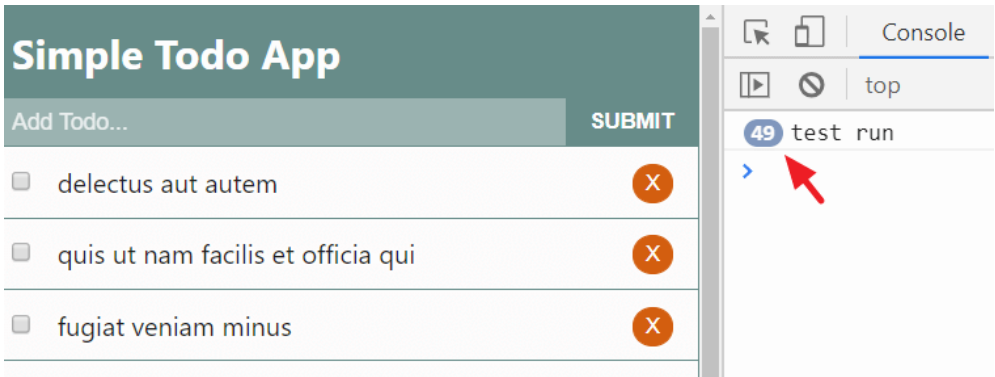 Simple Todo App
Add Todo...
SUBMIT
delectus aut autem
X
quis ut nam facilis et officia qui
X
fugiat veniam minus
X
Console
top
49 test run